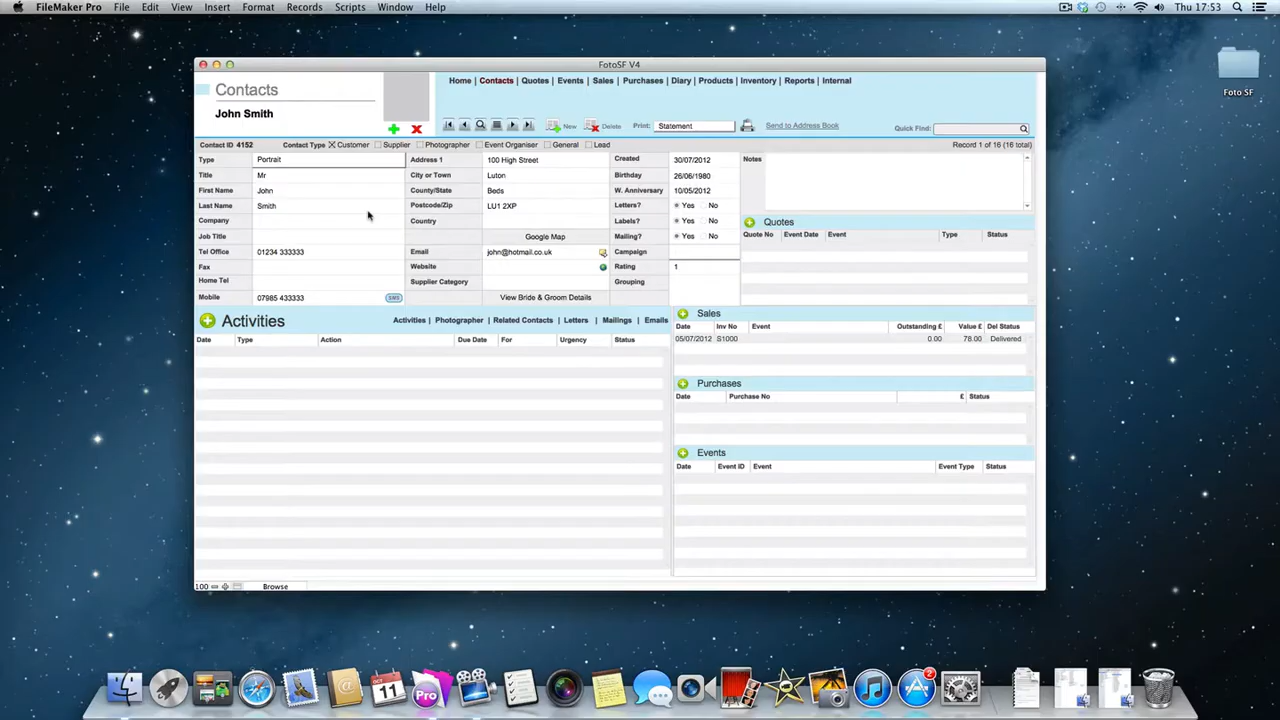 FileMaker Pro File Edit View Insert Format Records Scripts Window Help Thu 17:53
FotoSF V4
Foto SF
Contacts
John Smith
Home Contacts Quotes Events Sales Purchases Diary Products Inventory Reports Internal
New Delete Print: Statement Send to Address Book Quick Find:
Contact ID 4152 Contact Type Customer Supplier Photographer Event Organiser General Lead Record 1 of 16 (16 total)
Type Portrait Address 1 100 High Street Created 30/07/2012 Notes
Title Mr City or Town Luton Birthday 26/06/1980
First Name John County/State Beds W. Anniversary 10/05/2012
Last Name Smith Postcode/Zip LU1 2XP Letters? Yes No
Company Country Labels? Yes No Quotes
Job Title Google Map Mailing? Yes No Quote No Event Date Event Type Status
Tel Office 01234 333333 Email john@hotmail.co.uk Campaign
Fax Website Rating 1
Home Tel Supplier Category Grouping
Mobile 07985 433333 SMS View Bride & Groom Details
Activities Activities Photographer Related Contacts Letters Mailings Emails
Date Type Action Due Date For Urgency Status
Sales
Date Inv No Event Outstanding £ Value £ Del Status
05/07/2012 S1000 0.00 78.00 Delivered
Purchases
Date Purchase No £ Status
Events
Date Event ID Event Event Type Status
100 Browse
11 Pro 2